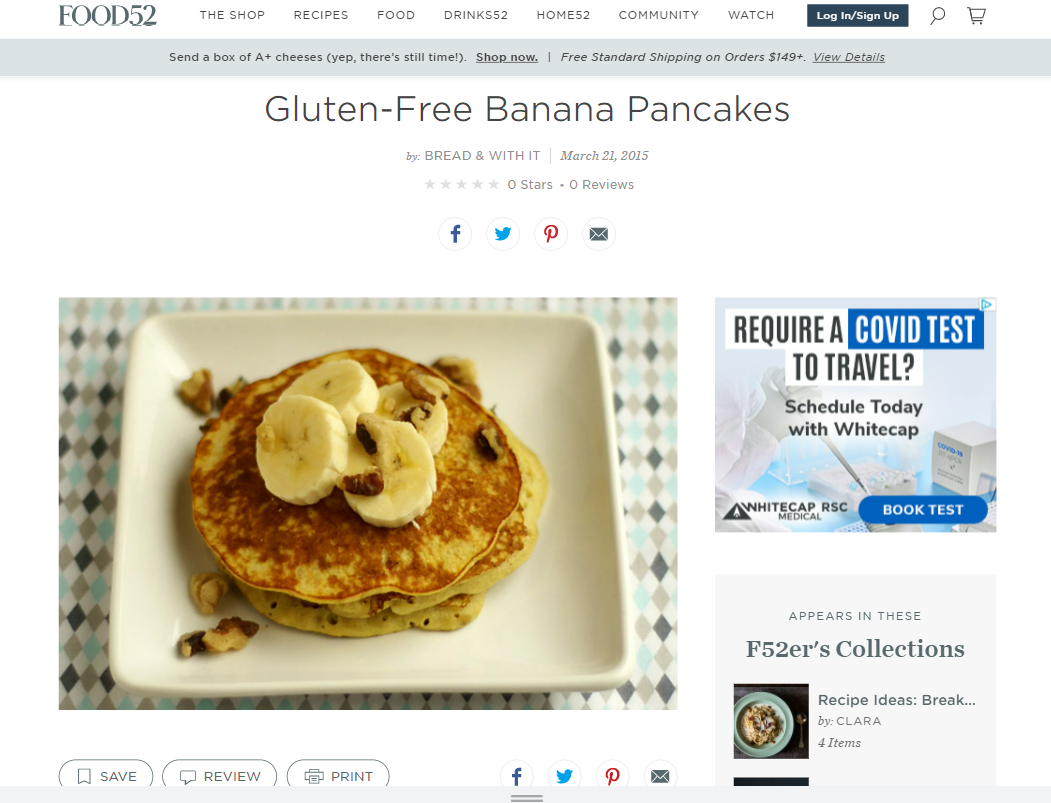 FOOD52
THE SHOP RECIPES FOOD DRINKS52 HOME52 COMMUNITY WATCH Log In/Sign Up
Send a box of A+ cheeses (yep, there's still time!). Shop now. | Free Standard Shipping on Orders $149+. View Details
Gluten-Free Banana Pancakes
by: BREAD & WITH IT | March 21, 2015
0 Stars • 0 Reviews
REQUIRE A COVID TEST
TO TRAVEL?
Schedule Today
with Whitecap
COVID-19
WHITECAP RSC
MEDICAL
BOOK TEST
APPEARS IN THESE
F52er's Collections
Recipe Ideas: Break...
by: CLARA
4 Items
SAVE REVIEW PRINT